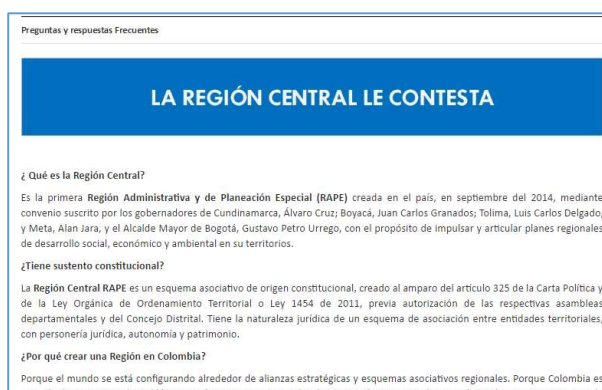 Preguntas y respuestas Frecuentes
LA REGIÓN CENTRAL LE CONTESTA
¿ Qué es la Región Central?
Es la primera Región Administrativa y de Planeación Especial (RAPE) creada en el país, en septiembre del 2014, mediante
convenio suscrito por los gobernadores de Cundinamarca, Álvaro Cruz; Boyacá, Juan Carlos Granados; Tolima, Luis Carlos Delgado,
y Meta, Alan Jara, y el Alcalde Mayor de Bogotá, Gustavo Petro Urrego, con el propósito de impulsar y articular planes regionales
de desarrollo social, económico y ambiental en su territorios.
¿Tiene sustento constitucional?
La Región Central RAPE es un esquema asociativo de origen constitucional, creado al amparo del artículo 325 de la Carta Política y
de la Ley Orgánica de Ordenamiento Territorial o Ley 1454 de 2011, previa autorización de las respectivas asambleas
departamentales y del Concejo Distrital. Tiene la naturaleza jurídica de un esquema de asociación entre entidades territoriales,
con personería jurídica, autonomía y patrimonio.
¿Por qué crear una Región en Colombia?
Porque el mundo se está configurando alrededor de alianzas estratégicas y esquemas asociativos regionales. Porque Colombia es